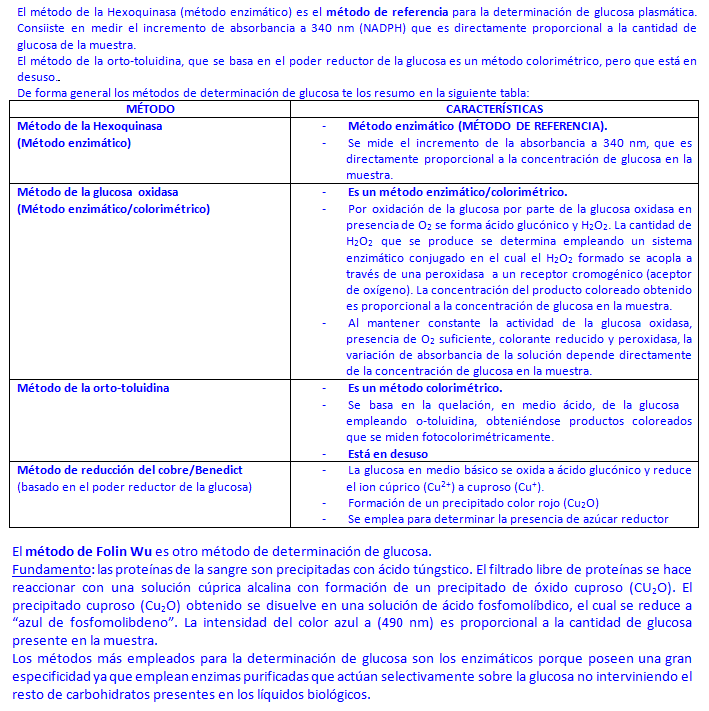 El método de la Hexoquinasa (método enzimático) es el método de referencia para la determinación de glucosa plasmática.
Consiiste en medir el incremento de absorbancia a 340 nm (NADPH) que es directamente proporcional a la cantidad de
glucosa de la muestra.
El método de la orto-toluidina, que se basa en el poder reductor de la glucosa es un método colorimétrico, pero que está en
desuso..
De forma general los métodos de determinación de glucosa te los resumo en la siguiente tabla:
MÉTODO
CARACTERÍSTICAS
Método de la Hexoquinasa
(Método enzimático)
- Método enzimático (MÉTODO DE REFERENCIA).
- Se mide el incremento de la absorbancia a 340 nm, que es
directamente proporcional a la concentración de glucosa en la
muestra.
Método de la glucosa oxidasa
(Método enzimático/colorimétrico)
- Es un método enzimático/colorimétrico.
- Por oxidación de la glucosa por parte de la glucosa oxidasa en
presencia de O₂ se forma ácido glucónico y H₂O₂. La cantidad de
H₂O₂ que se produce se determina empleando un sistema
enzimático conjugado en el cual el H₂O₂ formado se acopla a
través de una peroxidasa a un receptor cromogénico (aceptor
de oxígeno). La concentración del producto coloreado obtenido
es proporcional a la concentración de glucosa en la muestra.
- Al mantener constante la actividad de la glucosa oxidasa,
presencia de O₂ suficiente, colorante reducido y peroxidasa, la
variación de absorbancia de la solución depende directamente
de la concentración de glucosa en la muestra.
Método de la orto-toluidina
- Es un método colorimétrico.
- Se basa en la quelación, en medio ácido, de la glucosa
empleando o-toluidina, obteniéndose productos coloreados
que se miden fotocolorimétricamente.
- Está en desuso
Método de reducción del cobre/Benedict
(basado en el poder reductor de la glucosa)
- La glucosa en medio básico se oxida a ácido glucónico y reduce
el ion cúprico (Cu²⁺) a cuproso (Cu⁺).
- Formación de un precipitado color rojo (Cu₂O)
- Se emplea para determinar la presencia de azúcar reductor
El método de Folin Wu es otro método de determinación de glucosa.
Fundamento: las proteínas de la sangre son precipitadas con ácido túngstico. El filtrado libre de proteínas se hace
reaccionar con una solución cúprica alcalina con formación de un precipitado de óxido cuproso (CU₂O). El
precipitado cuproso (Cu₂O) obtenido se disuelve en una solución de ácido fosfomolíbdico, el cual se reduce a
“azul de fosfomolibdeno”. La intensidad del color azul a (490 nm) es proporcional a la cantidad de glucosa
presente en la muestra.
Los métodos más empleados para la determinación de glucosa son los enzimáticos porque poseen una gran
especificidad ya que emplean enzimas purificadas que actúan selectivamente sobre la glucosa no interviniendo el
resto de carbohidratos presentes en los líquidos biológicos.